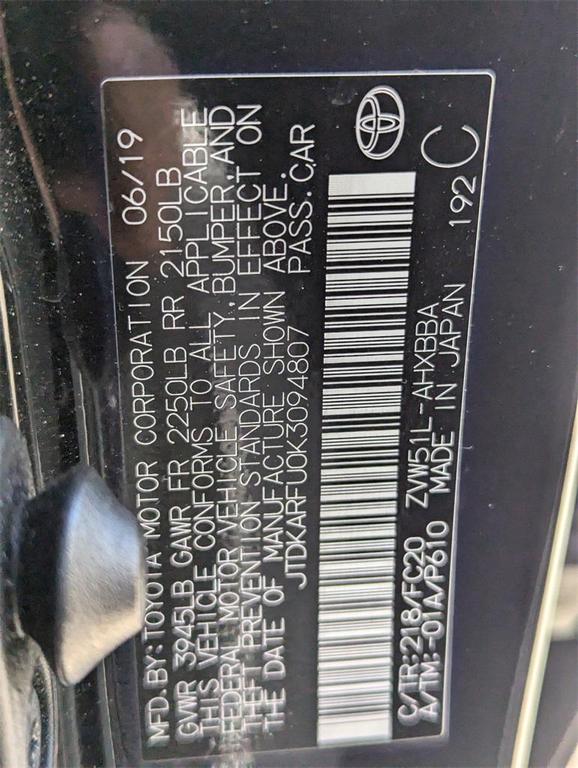 MFD.BY:TOYOTA MOTOR CORPORATION 06/19
GVWR 3945LB GAWR FR 2250LB RR 2150LB
THIS VEHICLE CONFORMS TO ALL APPLICABLE
FEDERAL MOTOR VEHICLE SAFETY,BUMPER,AND
THEFT PREVENTION STANDARDS IN EFFECT ON
THE DATE OF MANUFACTURE SHOWN ABOVE.
JTDKARFU0K3094807 PASS.CAR
C/TR:218/FC20 ZVW51L-AHXBBA
A/TM:-01A/P610 MADE IN JAPAN 192 C